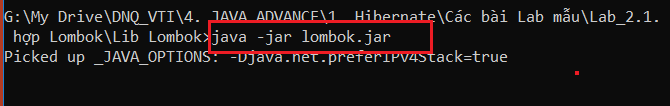 G:\My Drive\DNQ_VTI\4. JAVA ADVANCE\1. Hibernate\Các bài Lab mẫu\Lab_2.1.
hợp Lombok\Lib Lombok>java -jar lombok.jar
Picked up _JAVA_OPTIONS: -Djava.net.preferIPv4Stack=true